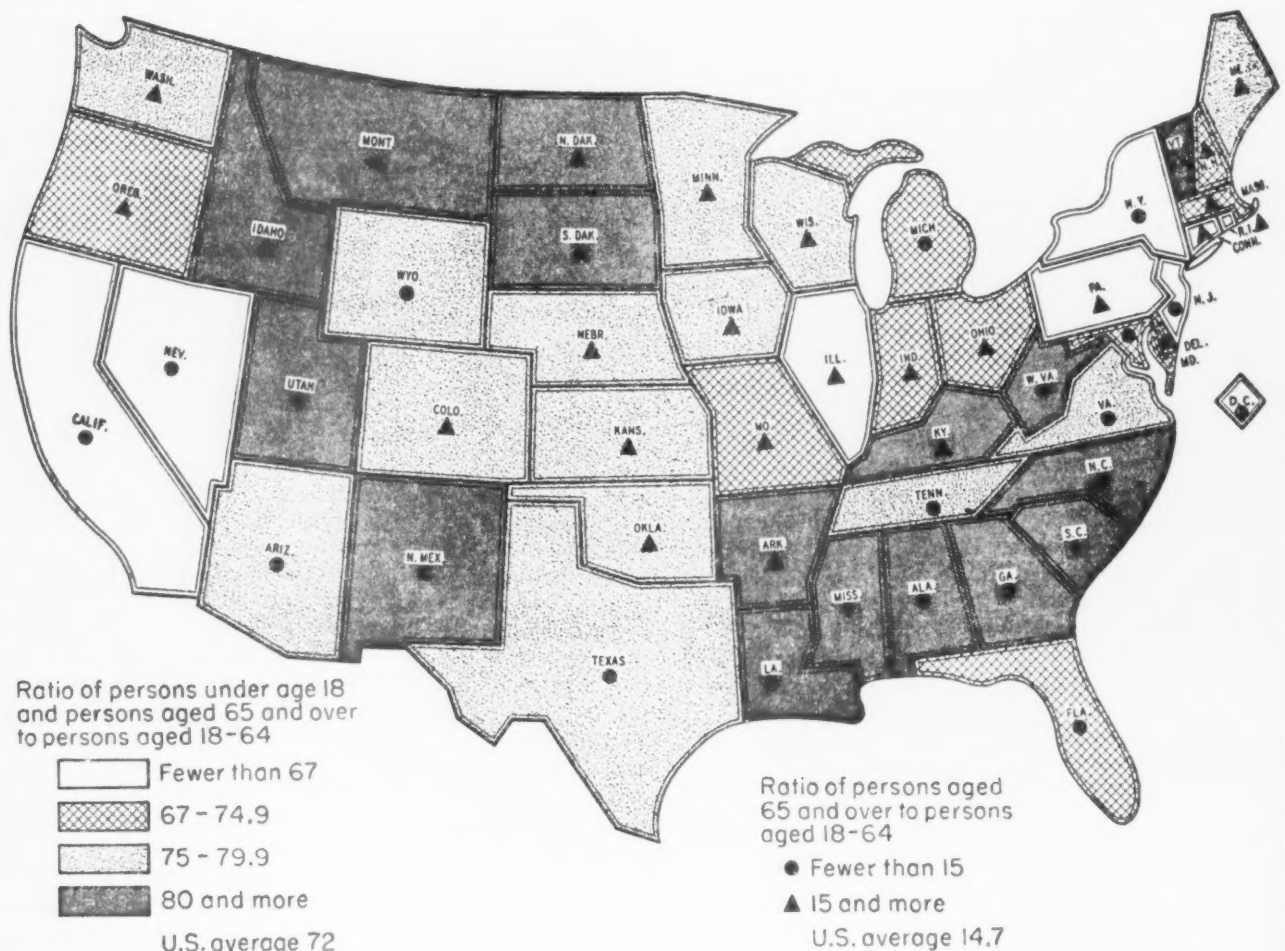 WASH.
OREG.
CALIF.
NEV.
IDAHO
MONT.
WYO.
UTAH
ARIZ.
COLO.
N. MEX.
N. DAK.
S. DAK.
NEBR.
KANS.
OKLA.
TEXAS
MINN.
IOWA
MO.
ARK.
LA.
WIS.
ILL.
MICH.
IND.
OHIO
KY.
TENN.
MISS.
ALA.
GA.
FLA.
S.C.
N.C.
VA.
W. VA.
PA.
N.Y.
VT.
N.H.
ME.
MASS.
R.I.
CONN.
N. J.
DEL.
MD.
D.C.
Ratio of persons under age 18
and persons aged 65 and over
to persons aged 18-64
Fewer than 67
67-74.9
75-79.9
80 and more
U.S. average 72
Ratio of persons aged
65 and over to persons
aged 18-64
Fewer than 15
15 and more
U.S. average 14.7